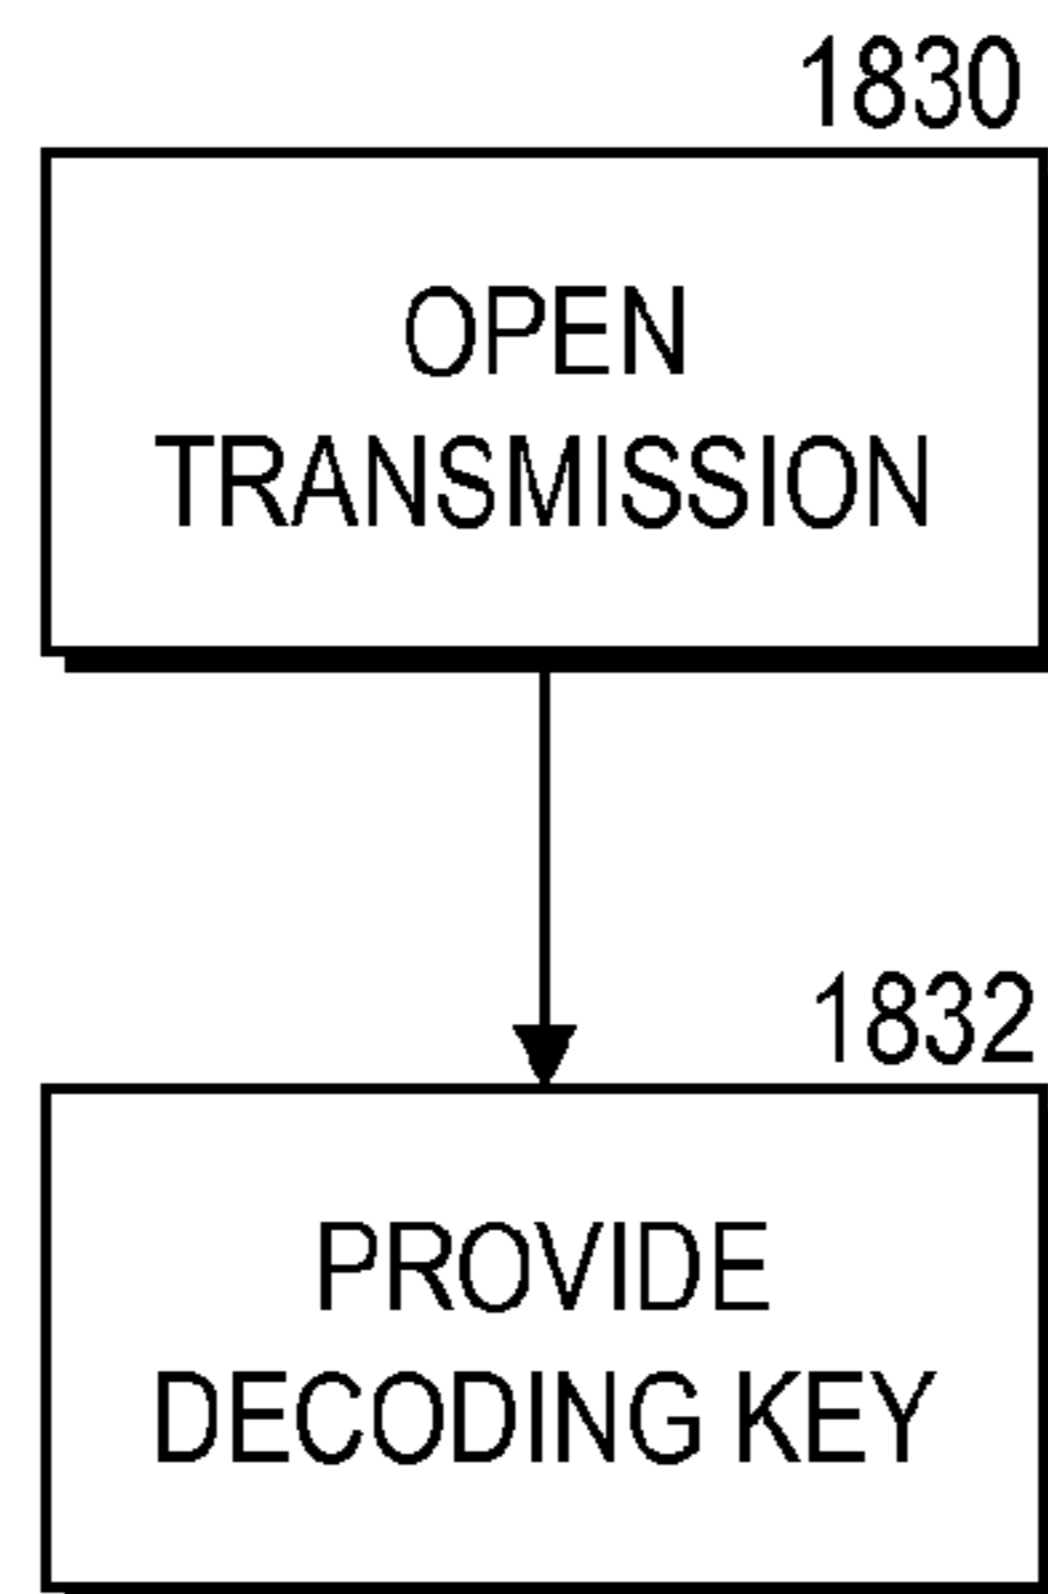 1830
OPEN
TRANSMISSION
1832
PROVIDE
DECODING KEY